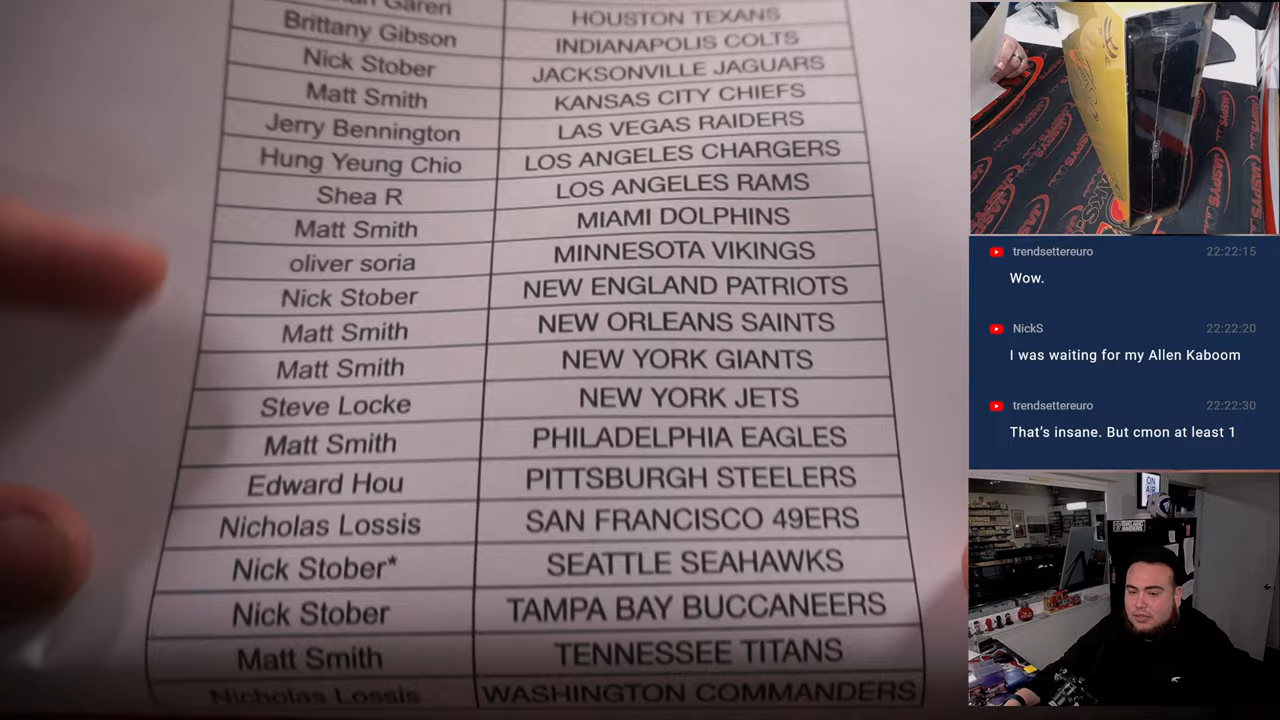 Garen HOUSTON TEXANS
Brittany Gibson INDIANAPOLIS COLTS
Nick Stober JACKSONVILLE JAGUARS
Matt Smith KANSAS CITY CHIEFS
Jerry Bennington LAS VEGAS RAIDERS
Hung Yeung Chio LOS ANGELES CHARGERS
Shea R LOS ANGELES RAMS
Matt Smith MIAMI DOLPHINS
oliver soria MINNESOTA VIKINGS
Nick Stober NEW ENGLAND PATRIOTS
Matt Smith NEW ORLEANS SAINTS
Matt Smith NEW YORK GIANTS
Steve Locke NEW YORK JETS
Matt Smith PHILADELPHIA EAGLES
Edward Hou PITTSBURGH STEELERS
Nicholas Lossis SAN FRANCISCO 49ERS
Nick Stober* SEATTLE SEAHAWKS
Nick Stober TAMPA BAY BUCCANEERS
Matt Smith TENNESSEE TITANS
Nicholas Lossis WASHINGTON COMMANDERS
trendsettereuro 22:22:15
Wow.
NickS 22:22:20
I was waiting for my Allen Kaboom
trendsettereuro 22:22:30
That's insane. But cmon at least 1
ON
AIR